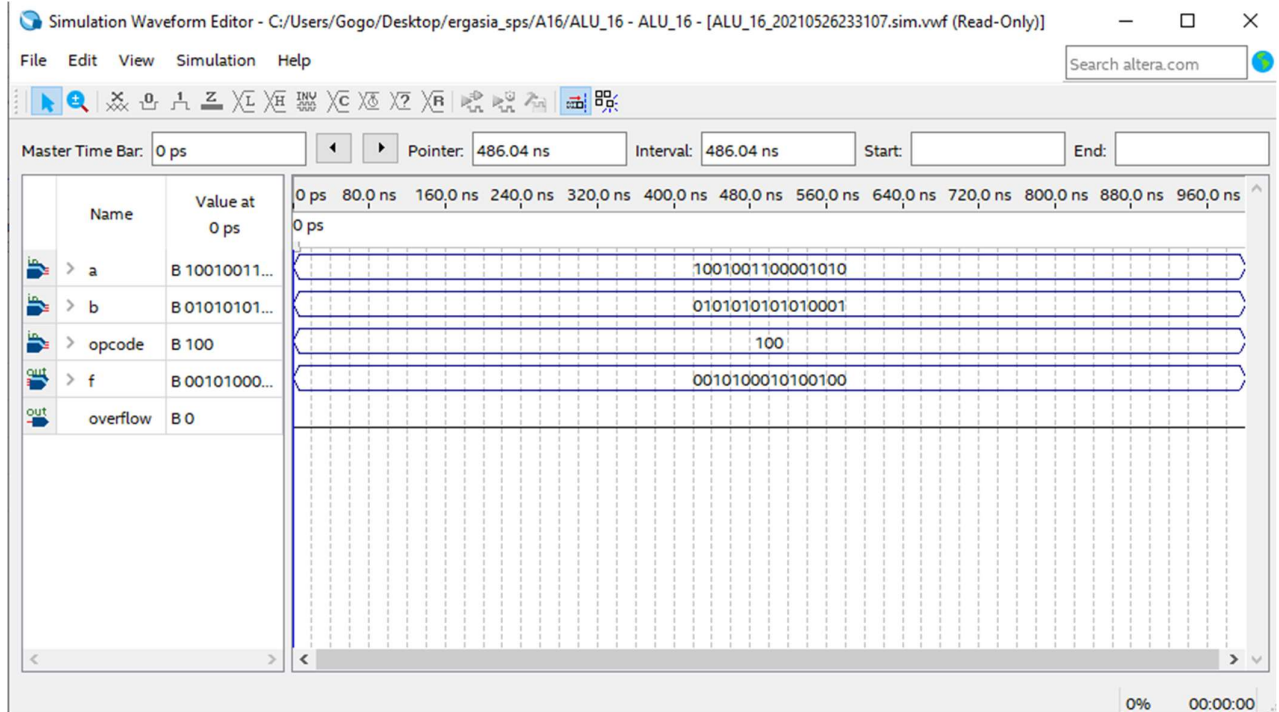 Simulation Waveform Editor - C:/Users/Gogo/Desktop/ergasia_sps/A16/ALU_16 - ALU_16 - [ALU_16_20210526233107.sim.vwf (Read-Only)]
File Edit View Simulation Help
Search altera.com
Master Time Bar: 0 ps Pointer: 486.04 ns Interval: 486.04 ns Start: End:
Name Value at 0 ps
0 ps 80.0 ns 160.0 ns 240.0 ns 320.0 ns 400.0 ns 480.0 ns 560.0 ns 640.0 ns 720.0 ns 800.0 ns 880.0 ns 960.0 ns
0 ps
in a B 10010011... 1001001100001010
in b B 01010101... 0101010101010001
in opcode B 100 100
out f B 00101000... 0010100010100100
out overflow B 0
0% 00:00:00